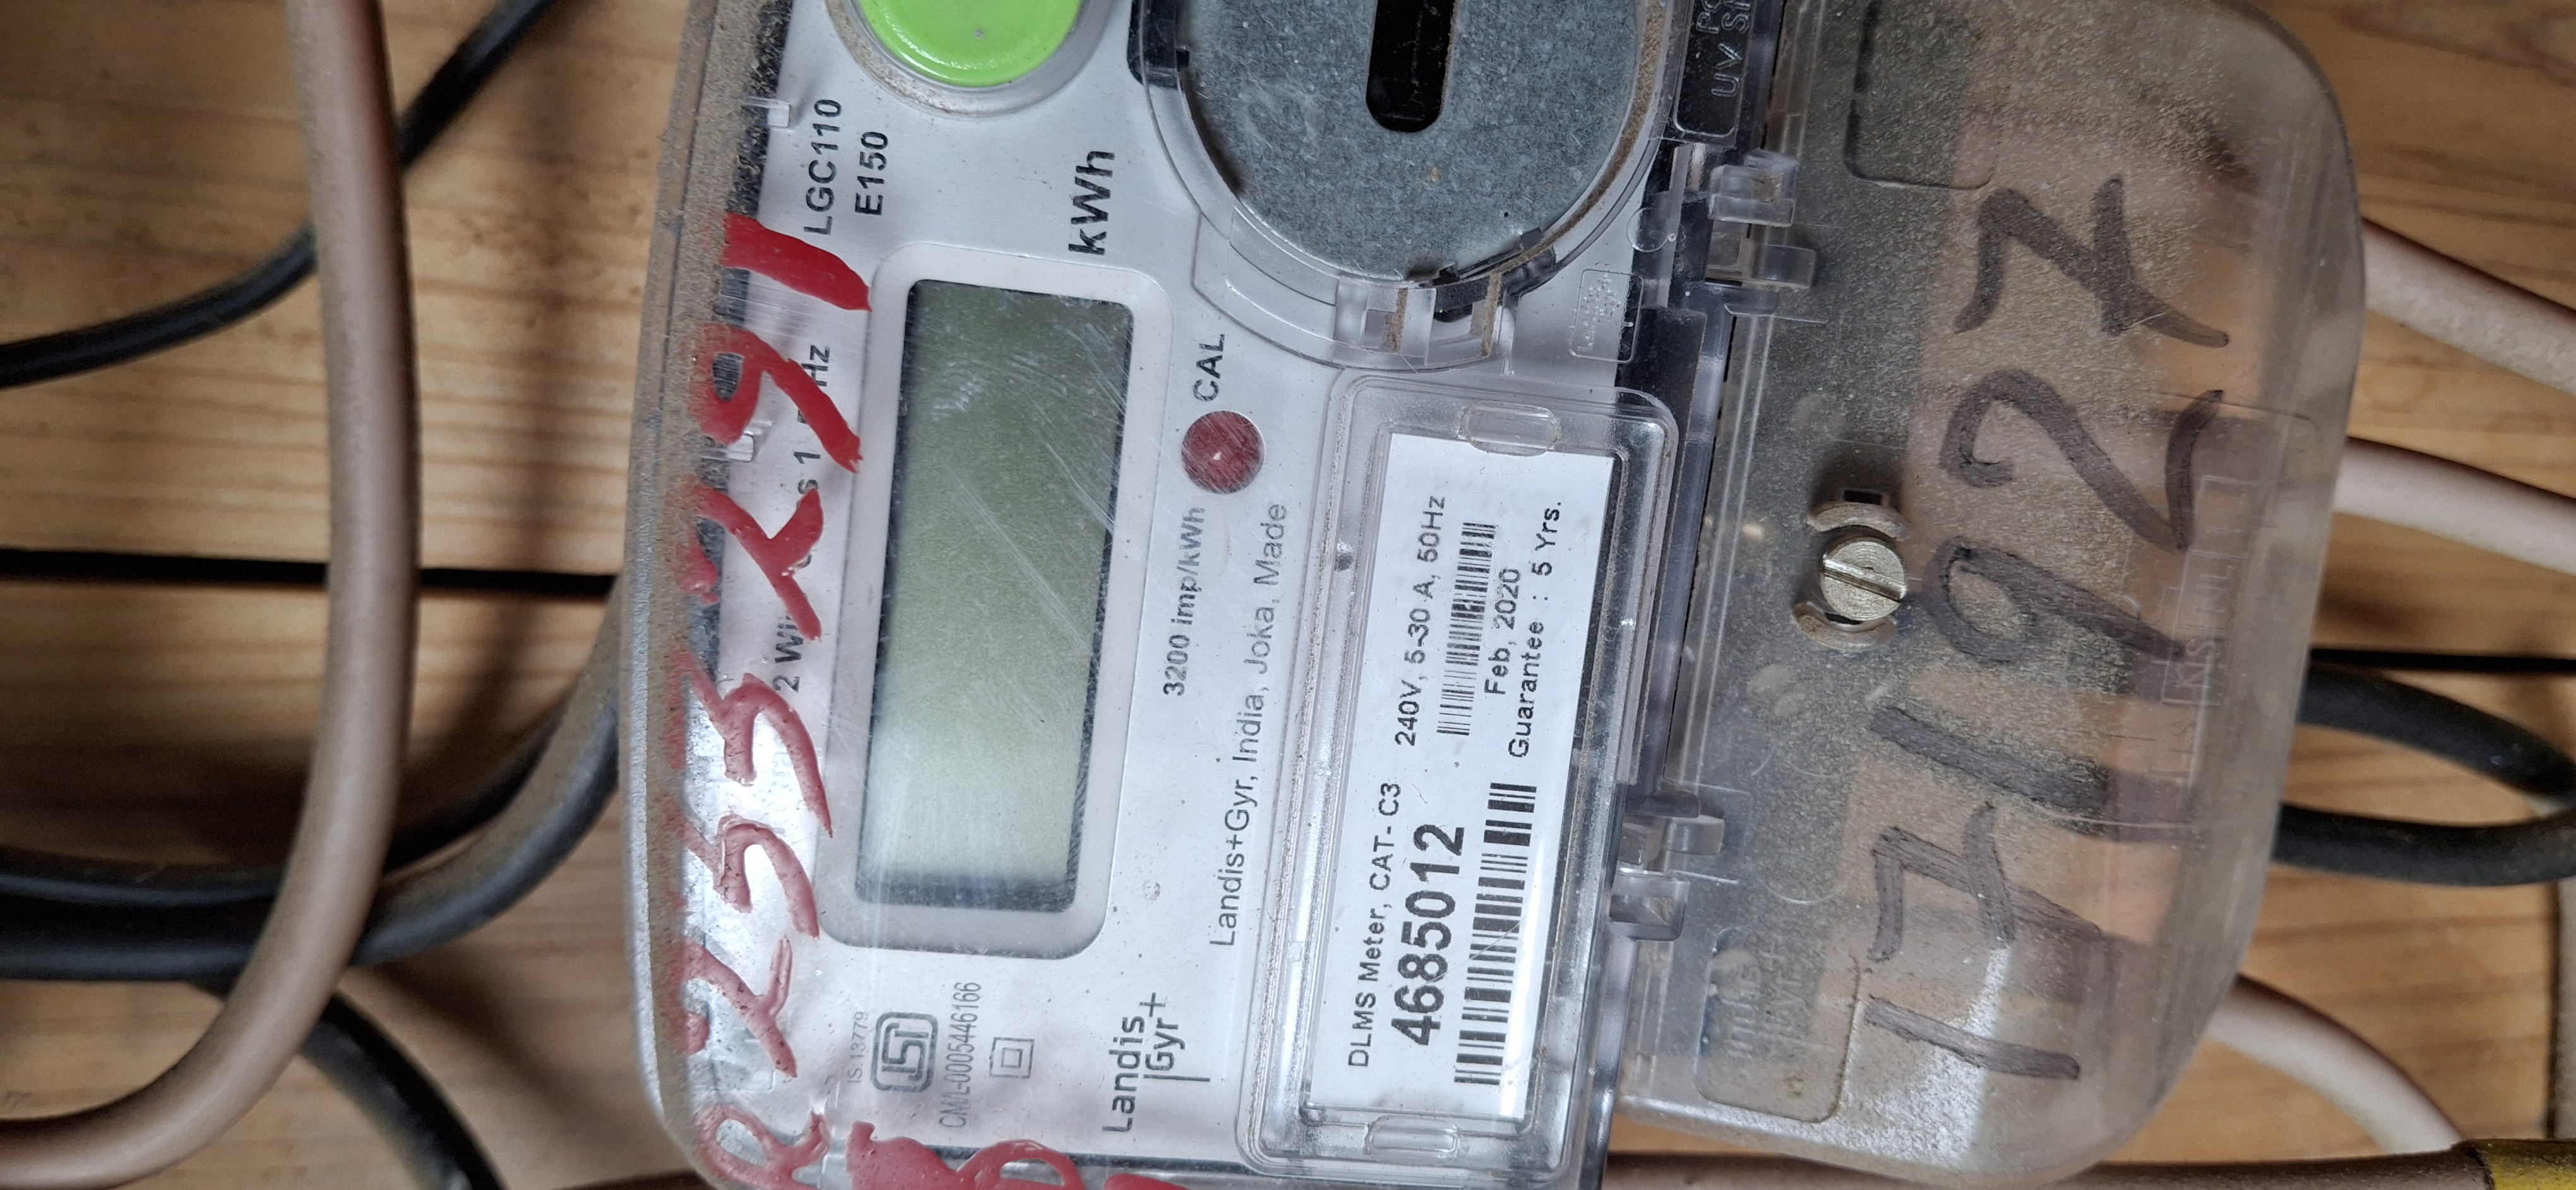 LGC110
E150
kWh
CAL
3200 imp/kWh
Landis+Gyr, India, Joka, Made
IS 13779
CM/L-0005446166
Landis
Gyr+
DLMS Meter, CAT- C3 240V, 5-30 A, 50Hz
4685012
Feb, 2020
Guarantee : 5 Yrs.
171927